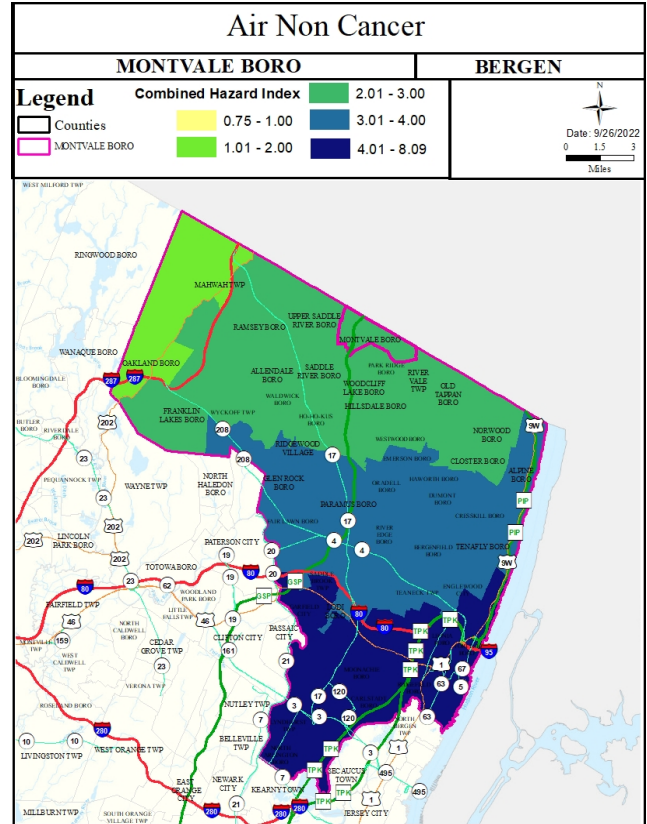 Air Non Cancer
MONTVALE BORO
BERGEN
Legend
Counties
MONTVALE BORO
Combined Hazard Index
0.75 - 1.00
1.01 - 2.00
2.01 - 3.00
3.01 - 4.00
4.01 - 8.09
N
Date: 9/26/2022
0 1.5 3
Miles
WEST MILFORD TWP
RINGWOOD BORO
MAHWAH TWP
UPPER SADDLE
RIVER BORO
RAMSEY BORO
MONTVALE BORO
WANAQUE BORO
OAKLAND BORO
PARK RIDGE
BORO
ALLENDALE
BORO
SADDLE
RIVER BORO
WOODCLIFF
LAKE BORO
RIVER
VALE
TWP
OLD
TAPPAN
BORO
BLOOMINGDALE
BORO
287
287
WALDWICK
BORO
HILLSDALE BORO
FRANKLIN
LAKES BORO
WYCKOFF TWP
HO-HO-KUS
BORO
BUTLER
BORO
RIVERDALE
BORO
202
208
NORWOOD
BORO
9W
RIDGEWOOD
VILLAGE
17
WESTWOOD BORO
EMERSON BORO
CLOSTER BORO
23
208
ALPINE
BORO
PEQUANNOCK TWP
WAYNE TWP
NORTH
HALEDON
BORO
GLEN ROCK
BORO
ORADELL
BORO
HAWORTH BORO
DUMONT
BORO
23
PARAMUS BORO
PIP
17
CRESSKILL BORO
202
FAIR LAWN BORO
RIVER
EDGE
BORO
PIP
202
LINCOLN
PARK BORO
PATERSON CITY
4
4
BERGENFIELD
BORO
TENAFLY BORO
19
20
202
TOTOWA BORO
9W
80
23
62
19
80
20
GSP
GSP
WOODLAND
PARK BORO
TEANECK TWP
ENGLEWOOD
FAIRFIELD TWP
46
LITTLE
FALLS TWP
46
19
LODI
80
80
TPK
TPK
159
NORTH
CALDWELL
BORO
CEDAR
GROVE TWP
CLIFTON CITY
161
PASSAIC
CITY
TPK
95
WEST
CALDWELL
TWP
23
21
TPK
1
67
VERONA TWP
63
5
ROSELAND BORO
NUTLEY TWP
3
17
120
7
3
120
63
NORTH
BERGEN
TWP
280
10
10
WEST ORANGE TWP
BELLEVILLE
TWP
TPK
3
1
LIVINGSTON TWP
7
TPK
SECAUCUS
TOWN
495
EAST
ORANGE
CITY
NEWARK
CITY
KEARNY TOWN
TPK
TPK
495
21
280
280
280
1
MILLBURN TWP
SOUTH ORANGE
VILLAGE TWP
JERSEY CITY